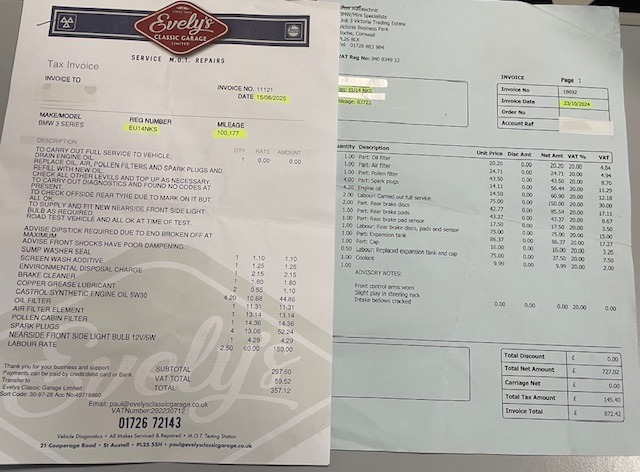 Evely's
CLASSIC GARAGE
LIMITED
SERVICE M.O.T. REPAIRS
Tax Invoice
INVOICE TO
INVOICE NO. 11121
DATE 15/08/2025
MAKE/MODEL REG NUMBER MILEAGE
BMW 3 SERIES EU14NKS 100,177
DESCRIPTION QTY RATE AMOUNT
TO CARRY OUT FULL SERVICE TO VEHICLE, 1 0.00 0.00
DRAIN ENGINE OIL.
REPLACE OIL, AIR, POLLEN FILTERS AND SPARK PLUGS AND
REFILL WITH NEW OIL.
CHECK ALL OTHER LEVELS AND TOP UP AS NECESSARY.
TO CARRY OUT DIAGNOSTICS AND FOUND NO CODES AT
PRESENT.
TO CHECK OFFSIDE REAR TYRE DUE TO MARK ON IT BUT
ALL OK.
TO SUPPLY AND FIT NEW NEARSIDE FRONT SIDE LIGHT
BULB AS REQUIRED.
ROAD TEST VEHICLE AND ALL OK AT TIME OF TEST.
ADVISE DIPSTICK REQUIRED DUE TO END BROKEN OFF AT
MAXIMUM.
ADVISE FRONT SHOCKS HAVE POOR DAMPENING.
SUMP WASHER SEAL 1 1.10 1.10
SCREEN WASH ADDITIVE 1 1.25 1.25
ENVIRONMENTAL DISPOSAL CHARGE 1 2.15 2.15
BRAKE CLEANER 1 1.80 1.80
COPPER GREASE LUBRICANT 2 0.55 1.10
CASTROL SYNTHETIC ENGINE OIL 5W30 4.20 10.68 44.86
OIL FILTER 1 11.31 11.31
AIR FILTER ELEMENT 1 13.14 13.14
POLLEN CABIN FILTER 1 14.36 14.36
SPARK PLUGS 4 13.06 52.24
NEARSIDE FRONT SIDE LIGHT BULB 12V/5W 1 4.29 4.29
LABOUR RATE 2.50 60.00 150.00
Thank you for your business and support
Payments can be paid by credit/debit card or Bank
Transfer to
Evelys Classic Garage Limited
Sort Code: 30-97-28 Acc No:
SUBTOTAL 297.60
VAT TOTAL 59.52
TOTAL 357.12
Email: paul@evelysclassicgarage.co.uk
VATNumber:292230712
01726 72143
Vehicle Diagnostics • All Makes Serviced & Repaired • M.O.T. Testing Station
21 Cooperage Road • St Austell • PL25 5SH • paul@evelysclassicgarage.co.uk
BMW/Mini Specialists
Unit 3 Victoria Trading Estate
Victoria Business Park
Roche, Cornwall
PL26 8LX
Tel: 01726 883 984
VAT Reg No: 940 8349 12
EU14 NKS
Mileage: 83722
INVOICE Page 1
Invoice No 18692
Invoice Date 23/10/2024
Order No
Account Ref
Quantity Description Unit Price Disc Amt Net Amt VAT % VAT
1.00 Part: Oil filter 20.20 0.00 20.20 20.00 4.04
1.00 Part: Air filter 24.71 0.00 24.71 20.00 4.94
1.00 Part: Pollen filter 43.50 0.00 43.50 20.00 8.70
4.00 Part: Spark plugs 14.11 0.00 56.44 20.00 11.29
4.20 Engine oil 14.50 0.00 60.90 20.00 12.18
2.00 Labour: Carried out full service 75.00 0.00 150.00 20.00 30.00
2.00 Part: Rear brake discs 42.77 0.00 85.54 20.00 17.11
1.00 Part: Rear brake pads 43.37 0.00 43.37 20.00 8.67
1.00 Part: Rear brake pad sensor 17.50 0.00 17.50 20.00 3.50
1.00 Labour: Rear brake discs, pads and sensor 75.00 0.00 75.00 20.00 15.00
1.00 Part: Expansion tank 86.37 0.00 86.37 20.00 17.27
1.00 Part: Cap 16.00 0.00 16.00 20.00 3.20
0.50 Labour: Replaced expansion tank and cap 75.00 0.00 37.50 20.00 7.50
1.00 Coolant 9.99 0.00 9.99 20.00 2.00
1.00
ADVISORY NOTES:
Front control arms worn
Slight play in steering rack
Intake bellows cracked
0.00 0.00 0.00 20.00 0.00
Total Discount £ 0.00
Total Net Amount £ 727.02
Carriage Net £ 0.00
Total Tax Amount £ 145.40
Invoice Total £ 872.42